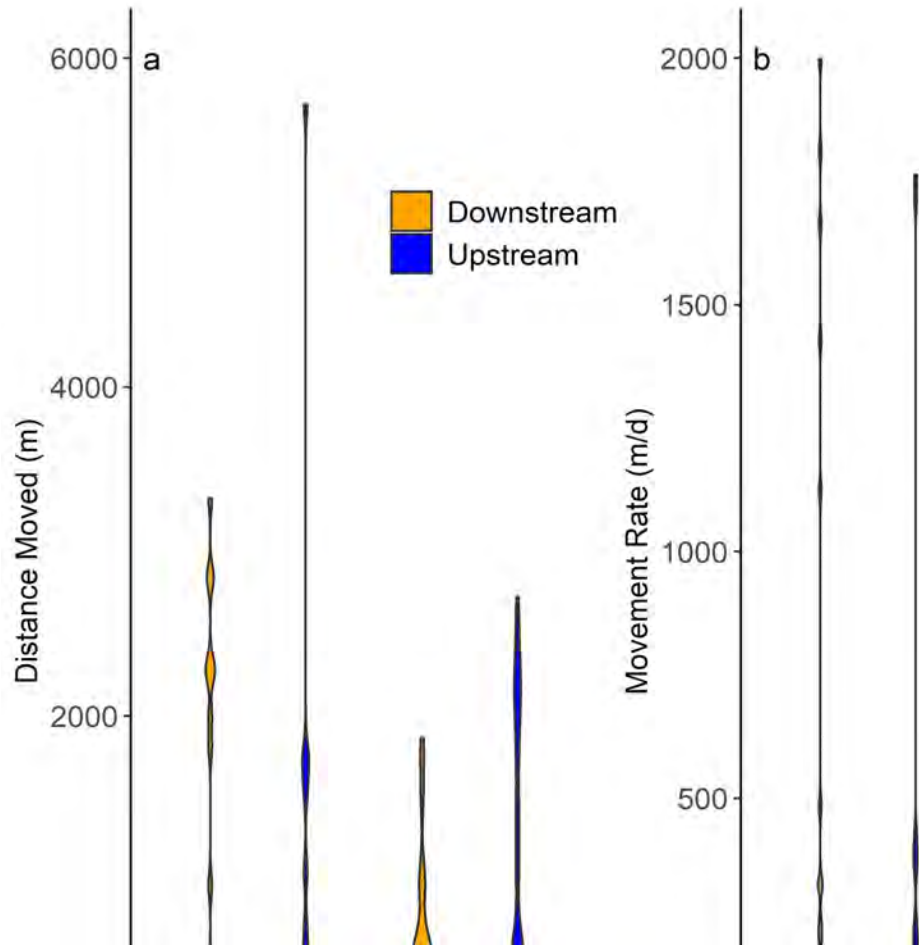 a
6000
4000
2000
Distance Moved (m)
Downstream
Upstream
b
2000
1500
1000
500
Movement Rate (m/d)